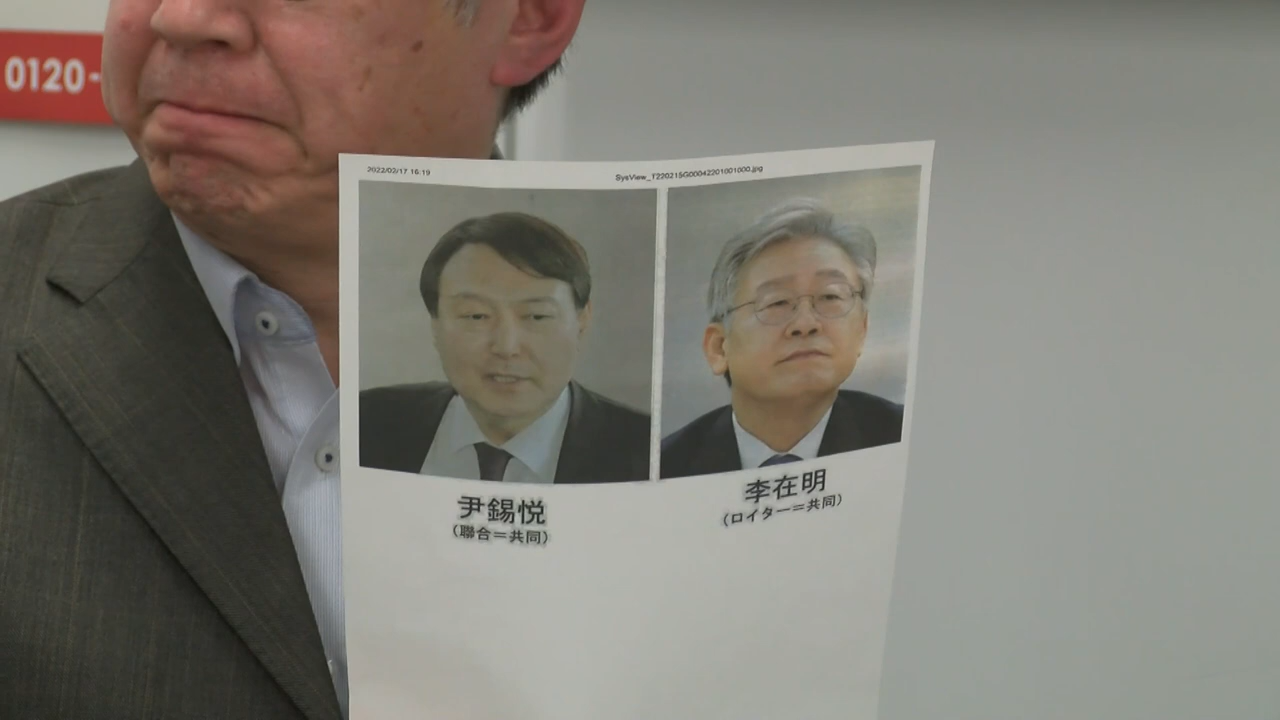 0120-
2022/02/17 16:19
SysView_T220215G00042201001000.jpg
尹錫悦
(聯合=共同)
李在明
(ロイター=共同)